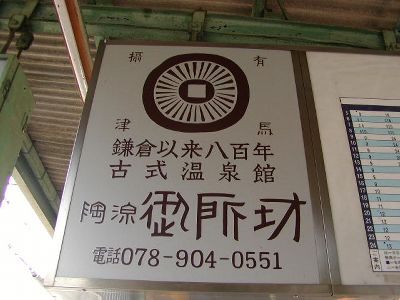 攝 有
津 馬
鎌倉以来八百年
古式温泉館
陶泉 御所坊
電話078-904-0551